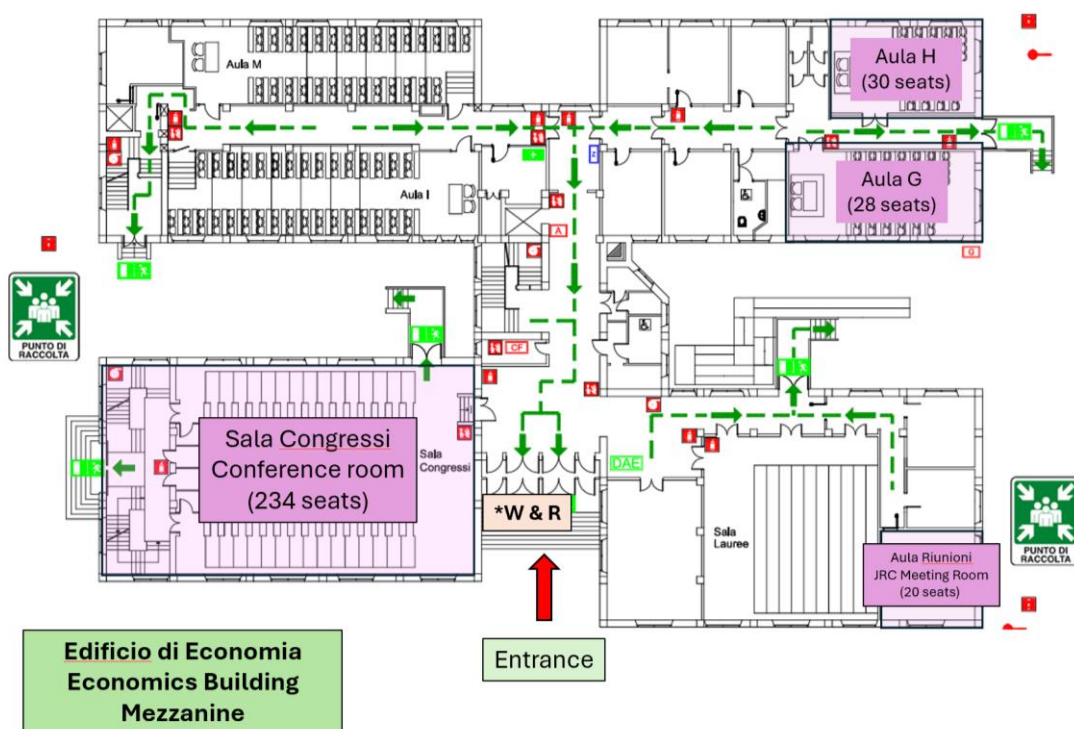 Aula M
Aula H
(30 seats)
Aula I
Aula G
(28 seats)
A
PUNTO DI
RACCOLTA
CF
Sala Congressi
Conference room
(234 seats)
Sala
Congressi
DAE
*W & R
Sala
Lauree
PUNTO DI
RACCOLTA
Aula Riunioni
JRC Meeting Room
(20 seats)
Entrance
Edificio di Economia
Economics Building
Mezzanine